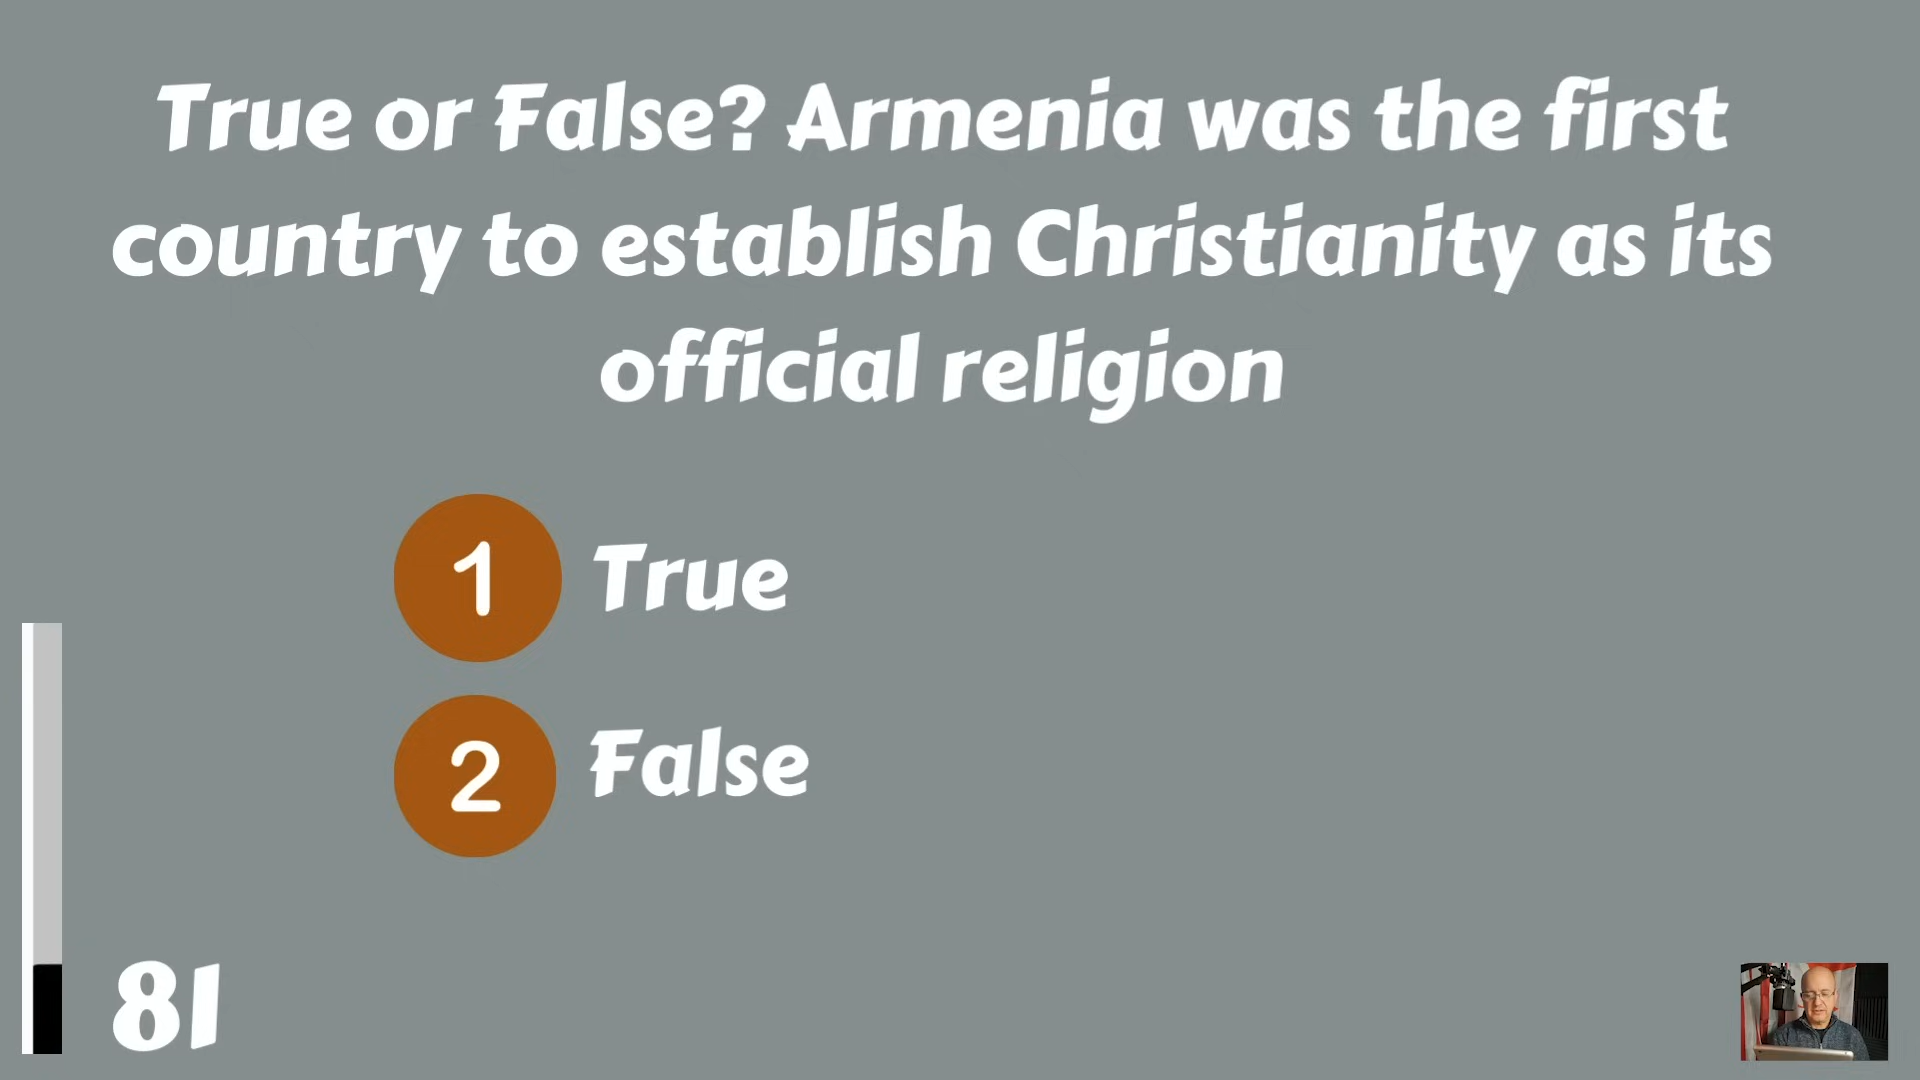 True or False? Armenia was the first
country to establish Christianity as its
official religion
1 True
2 False
81